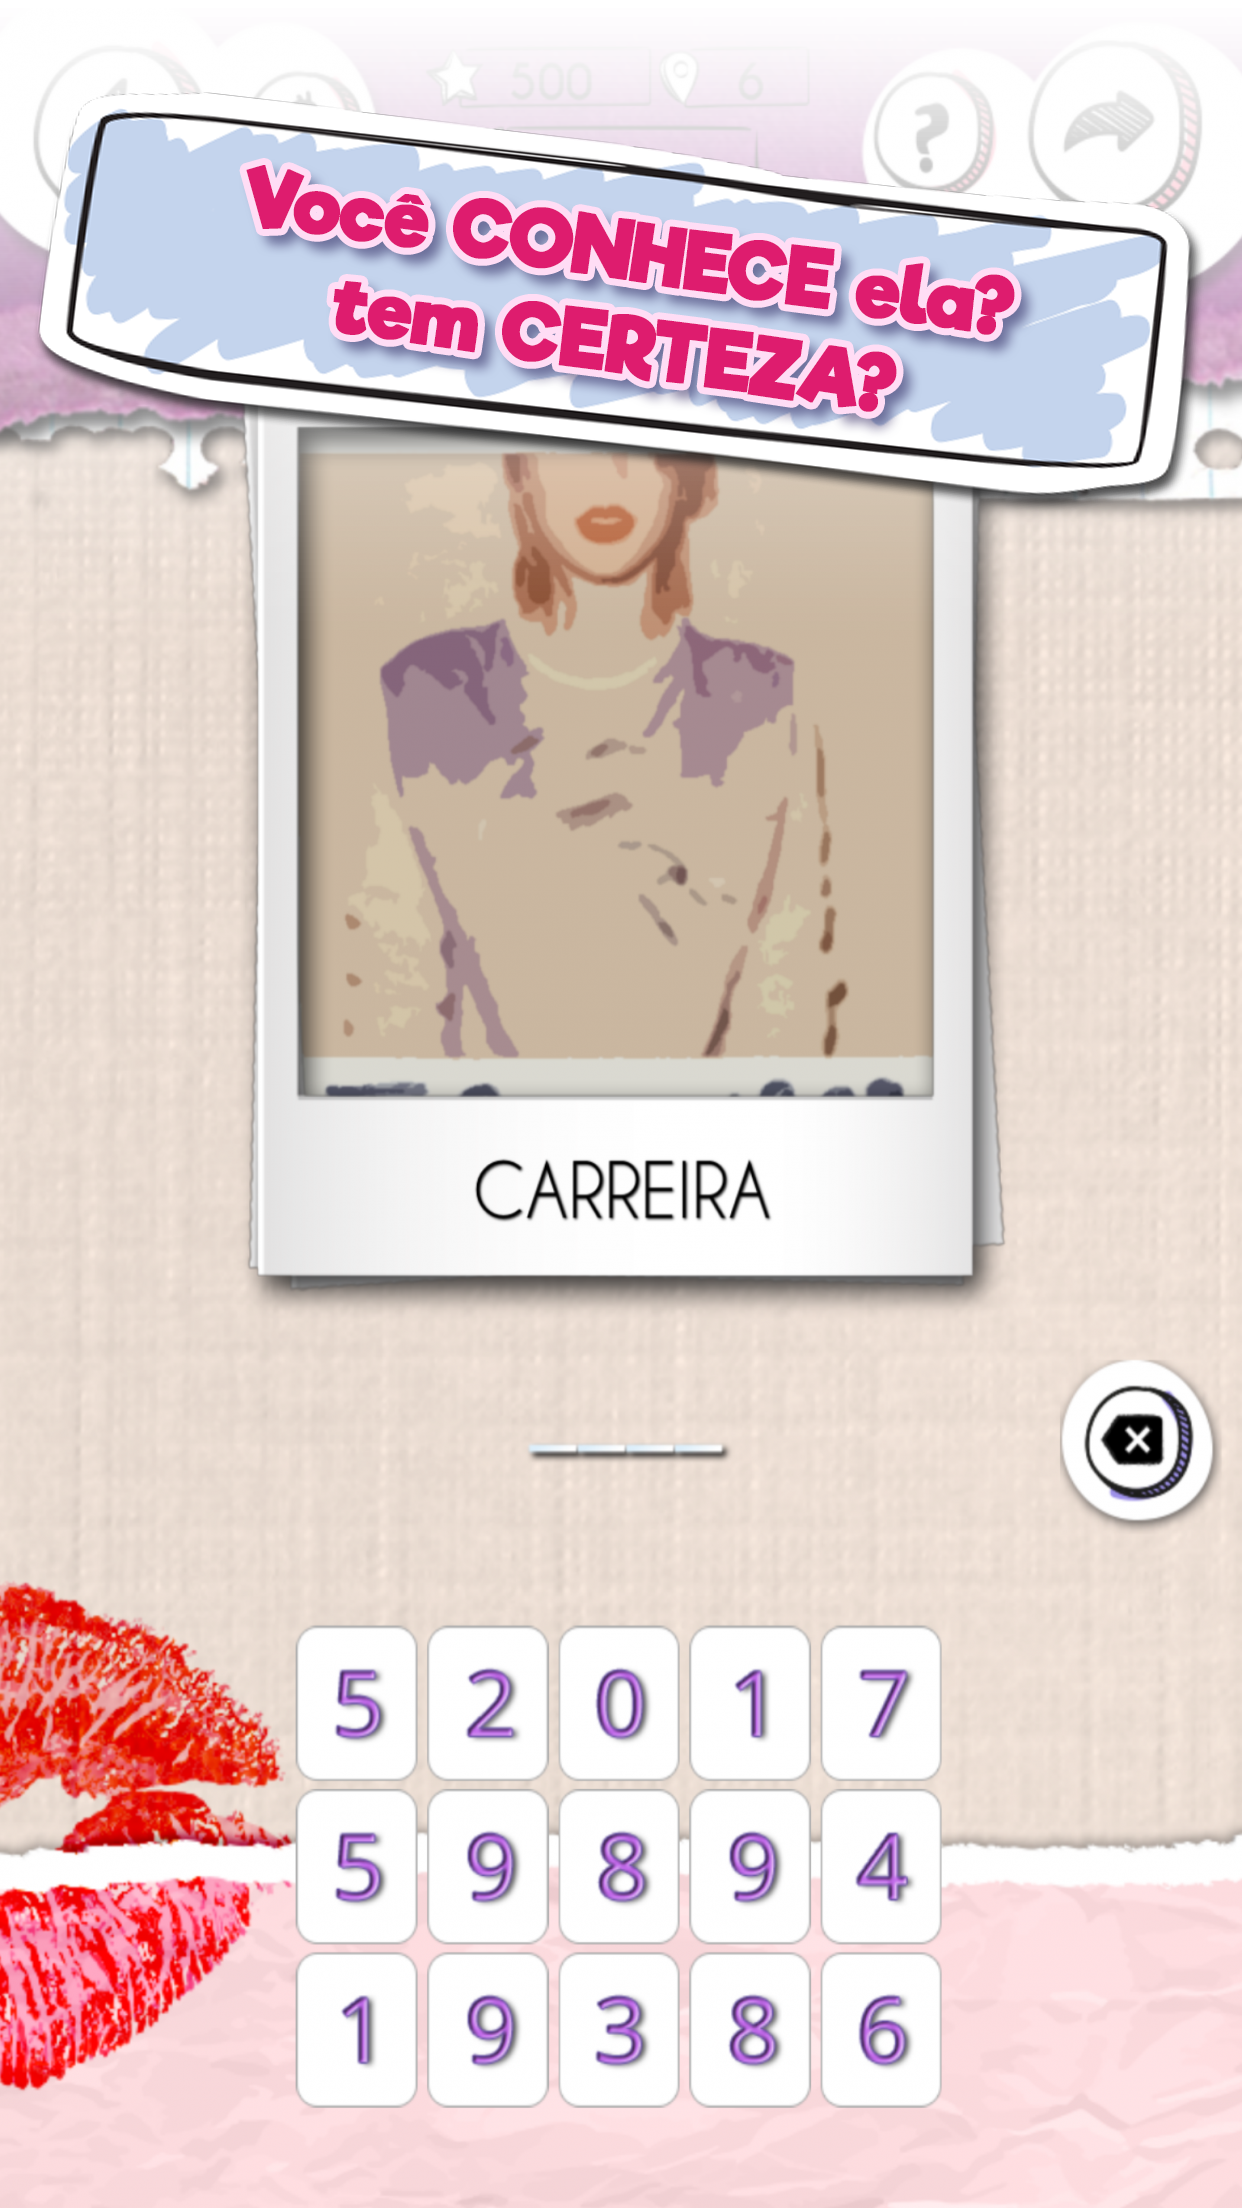 500 6
Você CONHECE ela?
tem CERTEZA?
CARREIRA
5 2 0 1 7
5 9 8 9 4
1 9 3 8 6